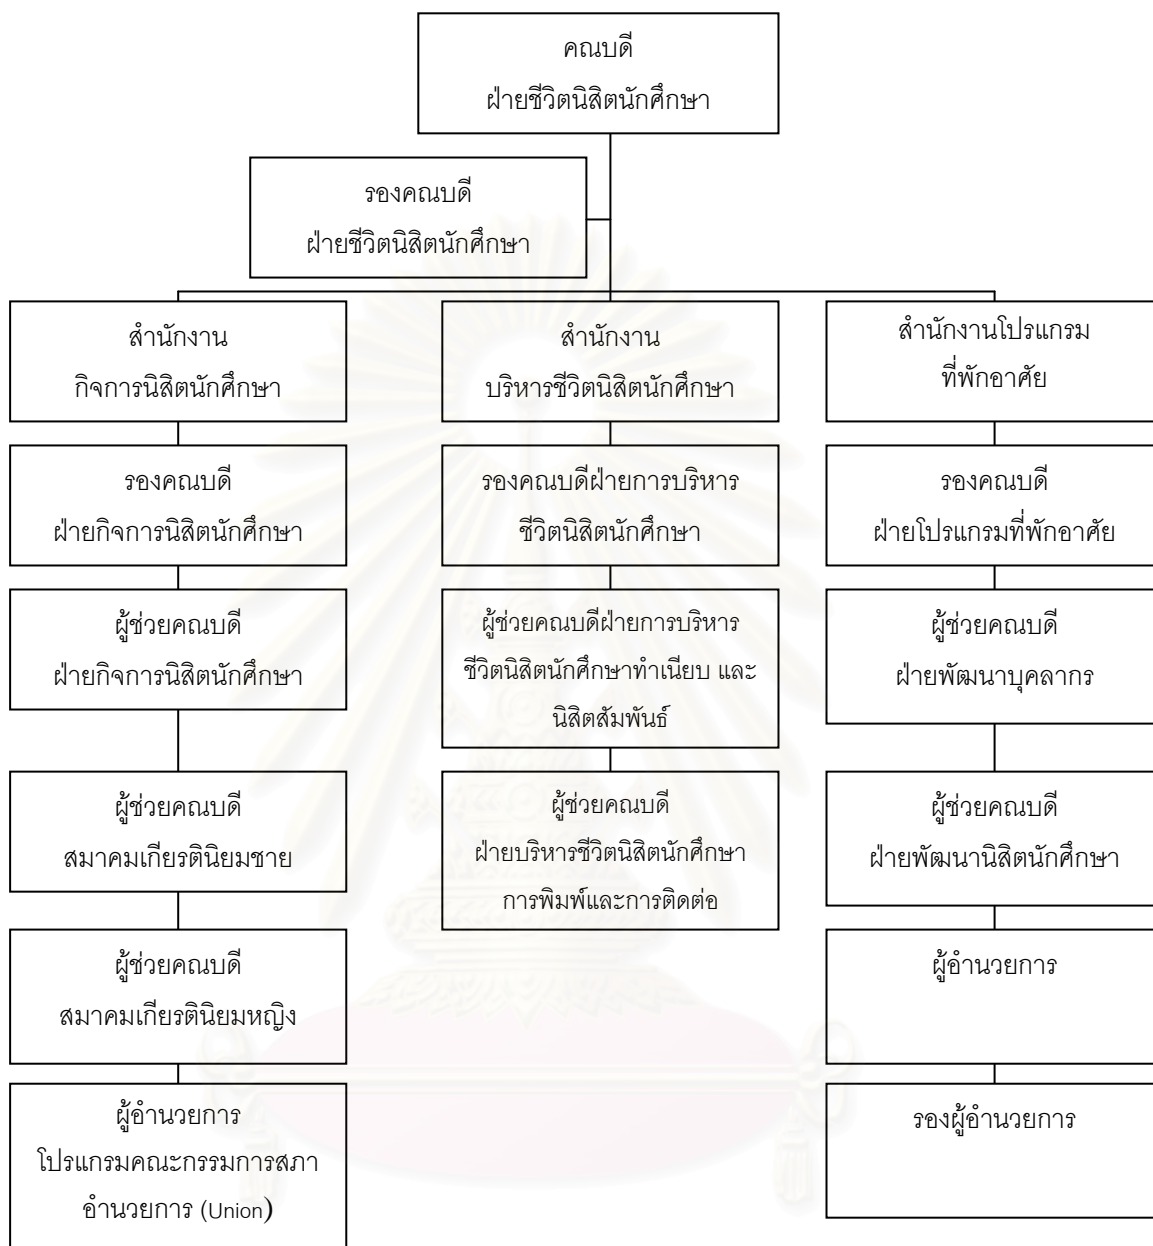 คณบดี
ฝ่ายชีวิตนิสิตนักศึกษา
รองคณบดี
ฝ่ายชีวิตนิสิตนักศึกษา
สำนักงาน
กิจการนิสิตนักศึกษา
รองคณบดี
ฝ่ายกิจการนิสิตนักศึกษา
ผู้ช่วยคณบดี
ฝ่ายกิจการนิสิตนักศึกษา
ผู้ช่วยคณบดี
สมาคมเกียรตินิยมชาย
ผู้ช่วยคณบดี
สมาคมเกียรตินิยมหญิง
ผู้อำนวยการ
โปรแกรมคณะกรรมการสภา
อำนวยการ (Union)
สำนักงาน
บริหารชีวิตนิสิตนักศึกษา
รองคณบดีฝ่ายการบริหาร
ชีวิตนิสิตนักศึกษา
ผู้ช่วยคณบดีฝ่ายการบริหาร
ชีวิตนิสิตนักศึกษาทำเนียบ และ
นิสิตสัมพันธ์
ผู้ช่วยคณบดี
ฝ่ายบริหารชีวิตนิสิตนักศึกษา
การพิมพ์และการติดต่อ
สำนักงานโปรแกรม
ที่พักอาศัย
รองคณบดี
ฝ่ายโปรแกรมที่พักอาศัย
ผู้ช่วยคณบดี
ฝ่ายพัฒนาบุคลากร
ผู้ช่วยคณบดี
ฝ่ายพัฒนานิสิตนักศึกษา
ผู้อำนวยการ
รองผู้อำนวยการ